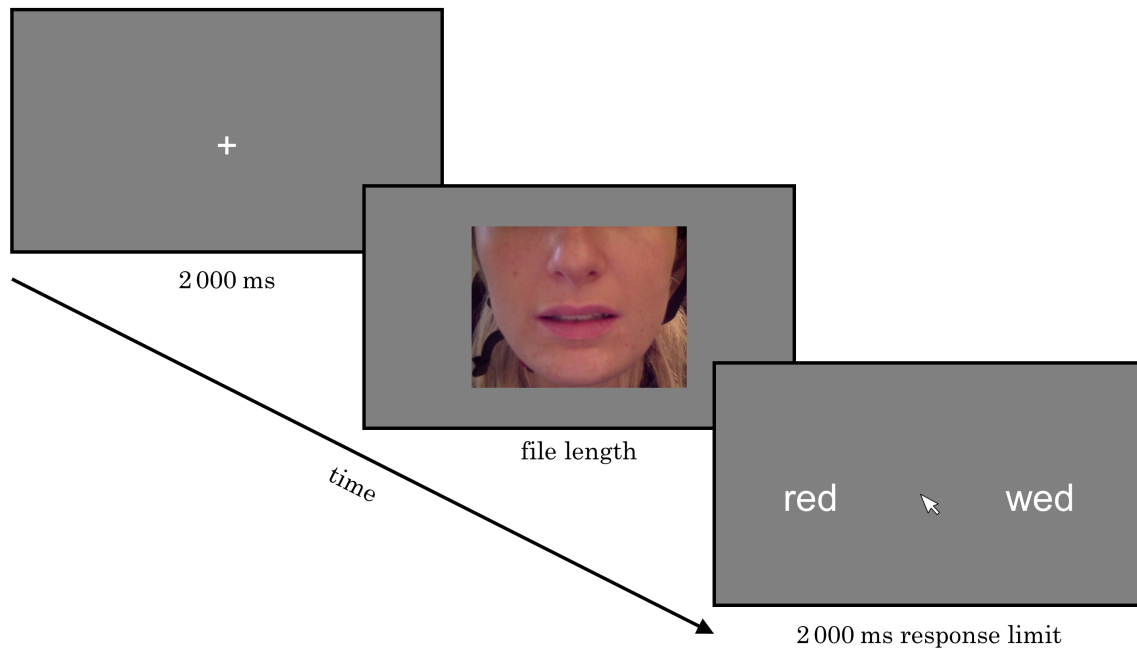 +
2 000 ms
file length
time
red wed
2 000 ms response limit